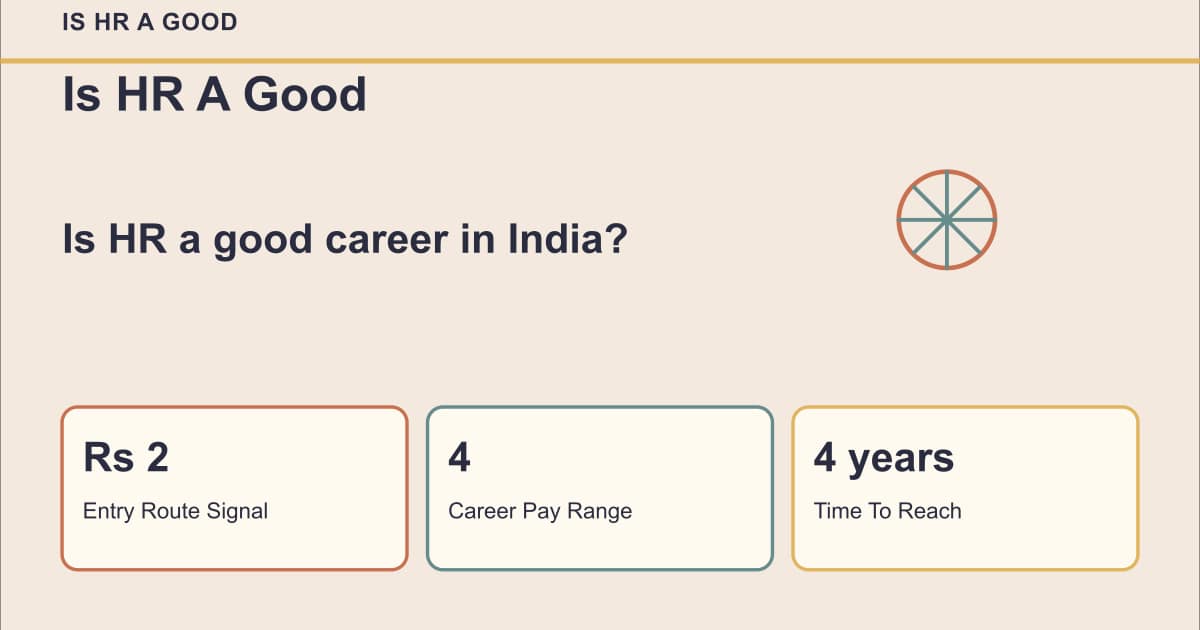 IS HR A GOOD
Is HR A Good
Is HR a good career in India?
Rs 2
Entry Route Signal
4
Career Pay Range
4 years
Time To Reach